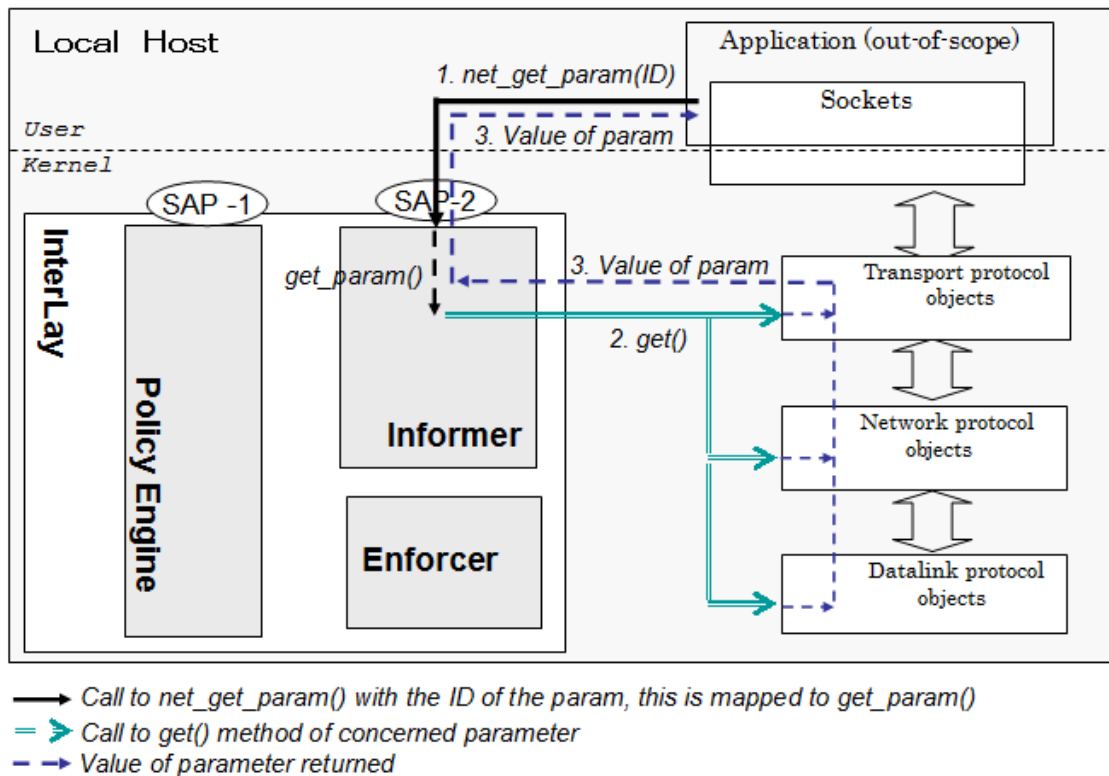 Local Host
Application (out-of-scope)
1. net_get_param(ID)
Sockets
User
3. Value of param
Kernel
SAP -1
SAP-2
InterLay
get_param()
3. Value of param
Transport protocol
objects
2. get()
Policy Engine
Informer
Network protocol
objects
Enforcer
Datalink protocol
objects
Call to net_get_param() with the ID of the param, this is mapped to get_param()
Call to get() method of concerned parameter
Value of parameter returned